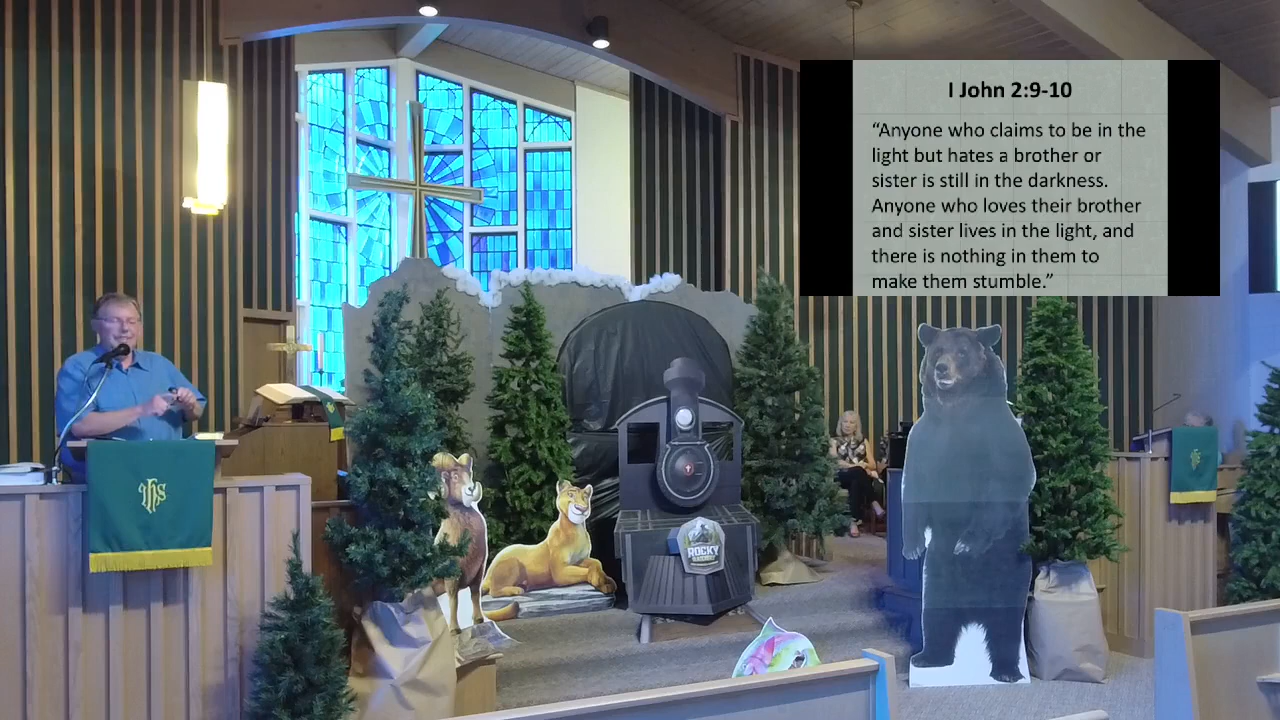 I John 2:9-10
“Anyone who claims to be in the
light but hates a brother or
sister is still in the darkness.
Anyone who loves their brother
and sister lives in the light, and
there is nothing in them to
make them stumble.”
ihs
ROCKY